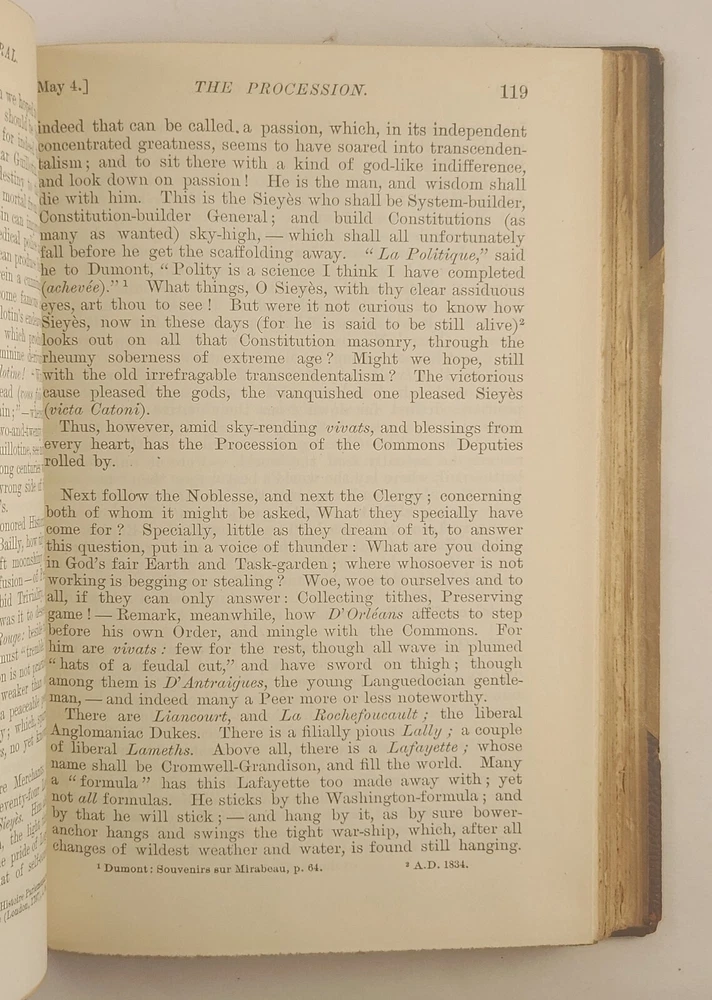 May 4.] THE PROCESSION. 119
indeed that can be called. a passion, which, in its independent
concentrated greatness, seems to have soared into transcenden-
talism; and to sit there with a kind of god-like indifference,
and look down on passion! He is the man, and wisdom shall
die with him. This is the Sieyès who shall be System-builder,
Constitution-builder General; and build Constitutions (as
many as wanted) sky-high, — which shall all unfortunately
fall before he get the scaffolding away. “La Politique,” said
he to Dumont, “Polity is a science I think I have completed
(achevée).”¹ What things, O Sieyès, with thy clear assiduous
eyes, art thou to see! But were it not curious to know how
Sieyès, now in these days (for he is said to be still alive)²
looks out on all that Constitution masonry, through the
rheumy soberness of extreme age? Might we hope, still
with the old irrefragable transcendentalism? The victorious
cause pleased the gods, the vanquished one pleased Sieyès
(victa Catoni).
Thus, however, amid sky-rending vivats, and blessings from
every heart, has the Procession of the Commons Deputies
rolled by.
Next follow the Noblesse, and next the Clergy; concerning
both of whom it might be asked, What they specially have
come for? Specially, little as they dream of it, to answer
this question, put in a voice of thunder: What are you doing
in God's fair Earth and Task-garden; where whosoever is not
working is begging or stealing? Woe, woe to ourselves and to
all, if they can only answer: Collecting tithes, Preserving
game! — Remark, meanwhile, how D'Orléans affects to step
before his own Order, and mingle with the Commons. For
him are vivats: few for the rest, though all wave in plumed
“hats of a feudal cut,” and have sword on thigh; though
among them is D'Antraigues, the young Languedocian gentle-
man, — and indeed many a Peer more or less noteworthy.
There are Liancourt, and La Rochefoucault; the liberal
Anglomaniac Dukes. There is a filially pious Lally; a couple
of liberal Lameths. Above all, there is a Lafayette; whose
name shall be Cromwell-Grandison, and fill the world. Many
a “formula” has this Lafayette too made away with; yet
not all formulas. He sticks by the Washington-formula; and
by that he will stick; — and hang by it, as by sure bower-
anchor hangs and swings the tight war-ship, which, after all
changes of wildest weather and water, is found still hanging.
¹ Dumont: Souvenirs sur Mirabeau, p. 64. ² A.D. 1834.